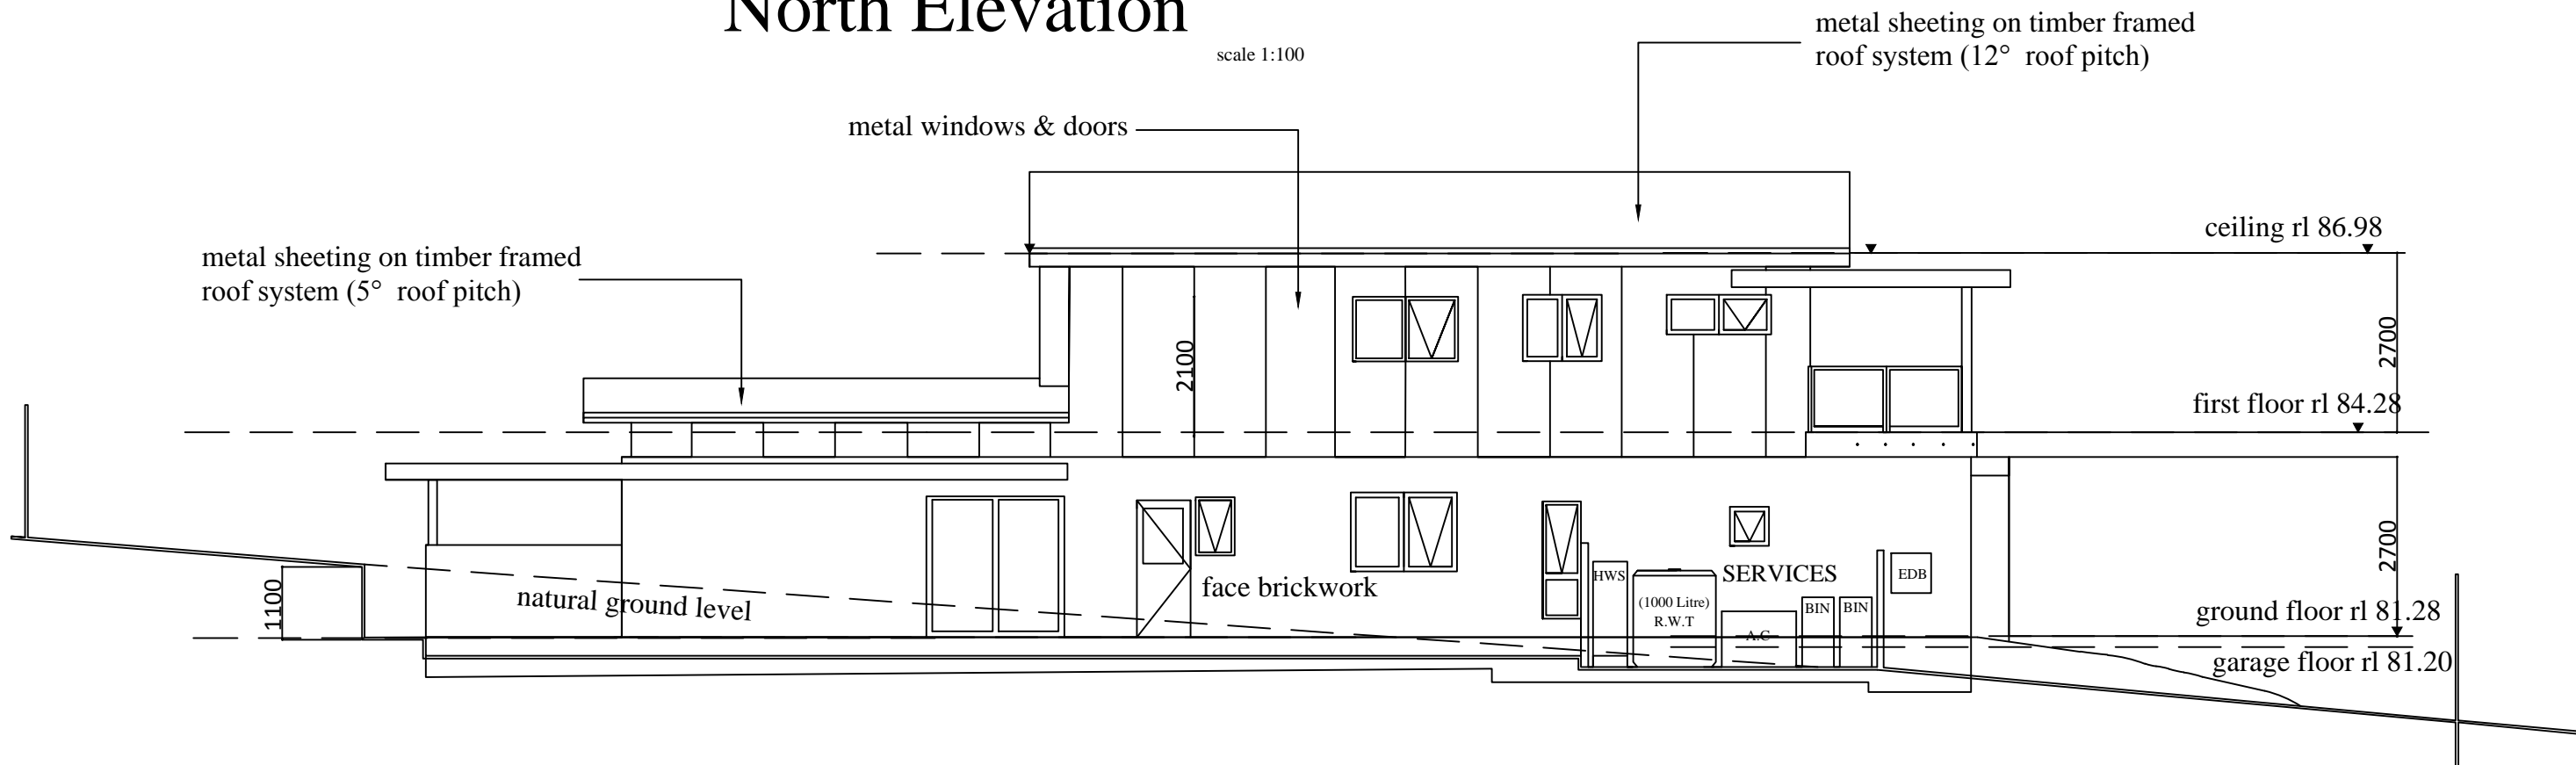 North Elevation
scale 1:100
metal sheeting on timber framed
roof system (12° roof pitch)
metal windows & doors
ceiling rl 86.98
metal sheeting on timber framed
roof system (5° roof pitch)
2100
2700
first floor rl 84.28
2700
1100
natural ground level
face brickwork
HWS
(1000 Litre)
R.W.T
SERVICES
A.C
BIN
BIN
EDB
ground floor rl 81.28
garage floor rl 81.20